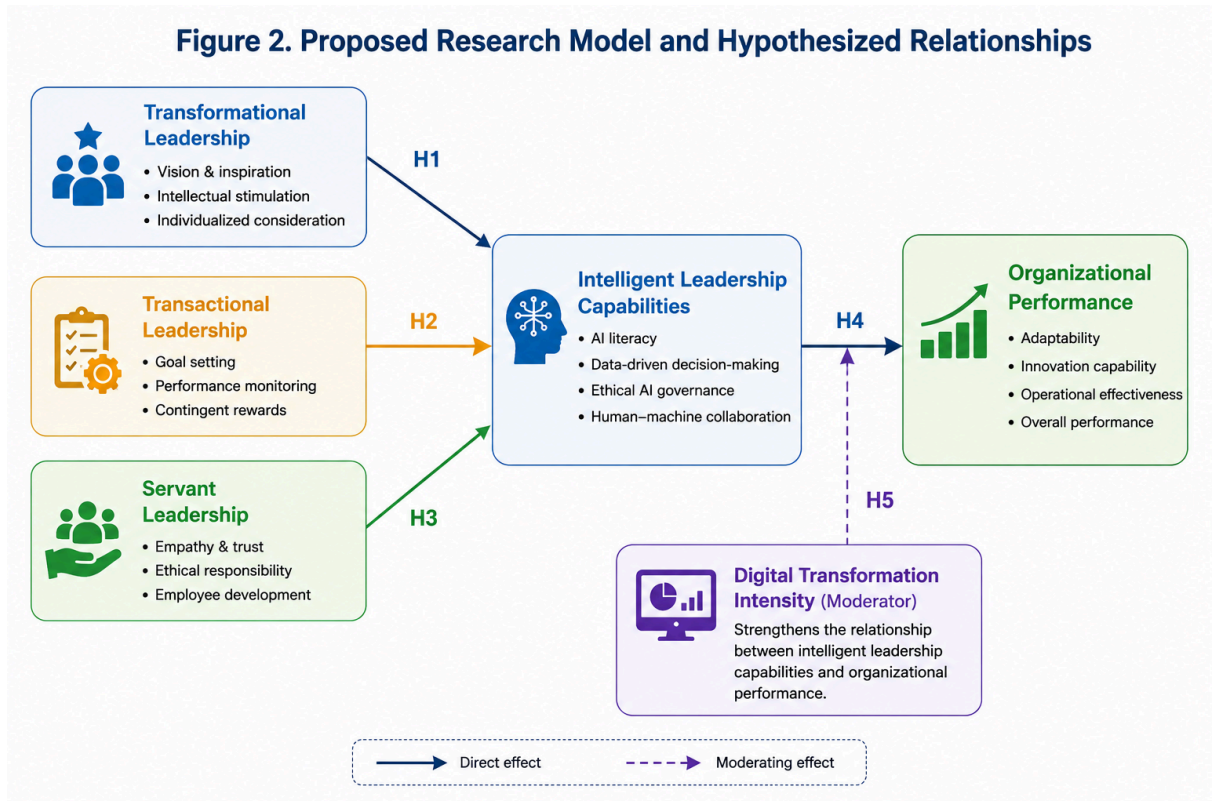 Figure 2. Proposed Research Model and Hypothesized Relationships
Transformational
Leadership
• Vision & inspiration
• Intellectual stimulation
• Individualized consideration
H1
Transactional
Leadership
• Goal setting
• Performance monitoring
• Contingent rewards
H2
Servant
Leadership
• Empathy & trust
• Ethical responsibility
• Employee development
H3
Intelligent Leadership
Capabilities
• AI literacy
• Data-driven decision-making
• Ethical AI governance
• Human–machine collaboration
H4
Organizational
Performance
• Adaptability
• Innovation capability
• Operational effectiveness
• Overall performance
H5
Digital Transformation
Intensity (Moderator)
Strengthens the relationship
between intelligent leadership
capabilities and organizational
performance.
Direct effect
Moderating effect